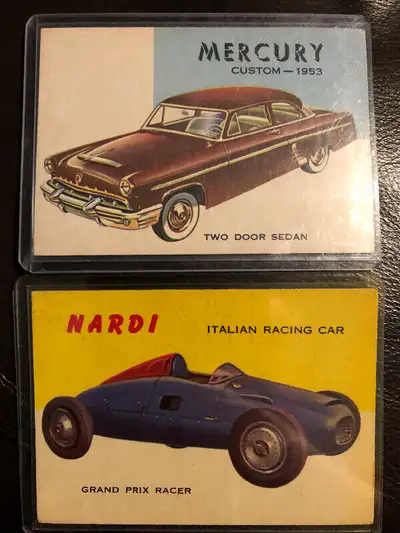 MERCURY
CUSTOM—1953
TWO DOOR SEDAN
NARDI
ITALIAN RACING CAR
GRAND PRIX RACER